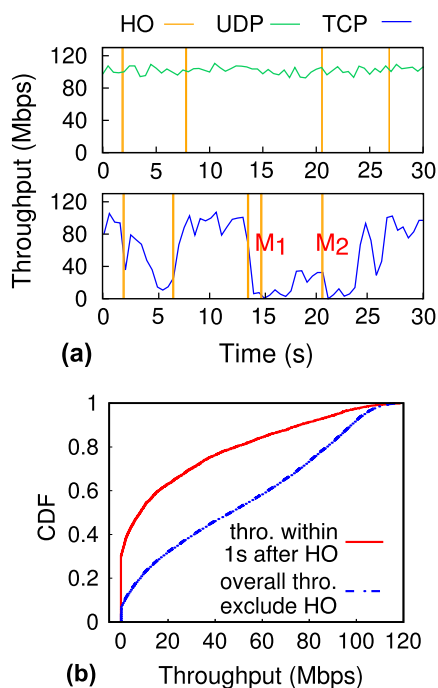 HO UDP TCP
Throughput (Mbps)
120
80
40
0
0 5 10 15 20 25 30
120
80
40
0
M1 M2
0 5 10 15 20 25 30
(a) Time (s)
1
0.8
0.6
0.4
0.2
0
CDF
thro. within
1s after HO
overall thro.
exclude HO
0 20 40 60 80 100 120
(b) Throughput (Mbps)